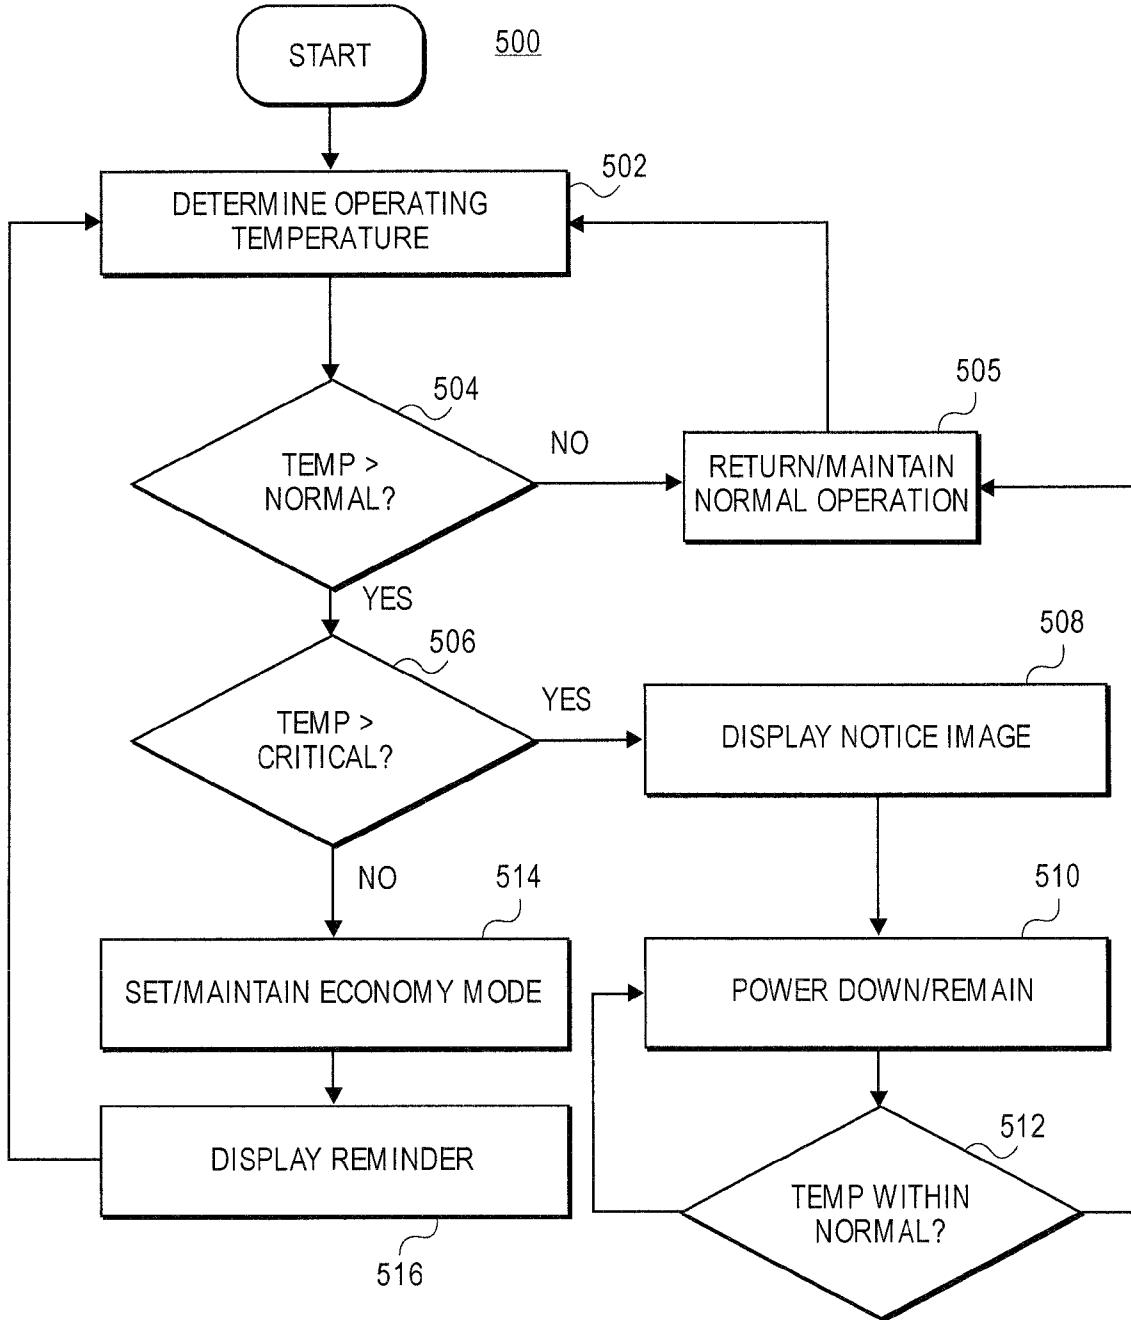 START
500
502
DETERMINE OPERATING
TEMPERATURE
504
TEMP >
NORMAL?
NO
505
RETURN/MAINTAIN
NORMAL OPERATION
YES
506
TEMP >
CRITICAL?
YES
508
DISPLAY NOTICE IMAGE
NO
514
SET/MAINTAIN ECONOMY MODE
510
POWER DOWN/REMAIN
DISPLAY REMINDER
516
512
TEMP WITHIN
NORMAL?